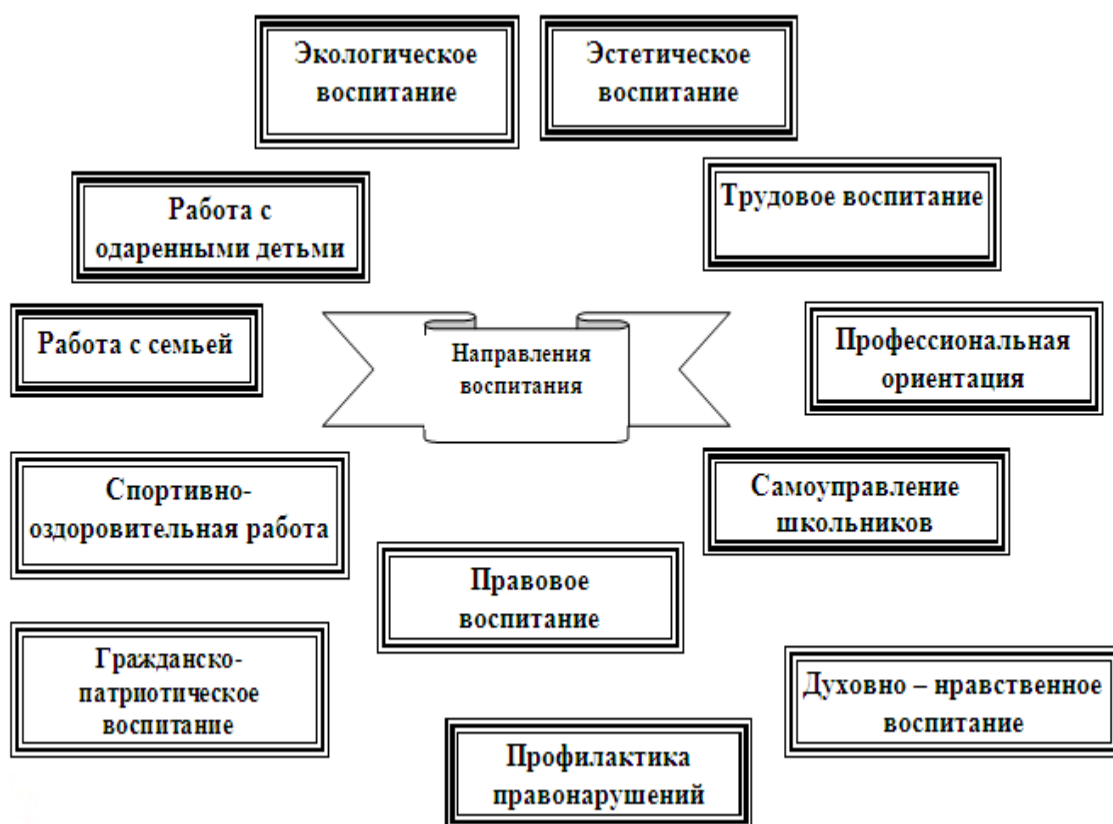 Экологическое
воспитание
Эстетическое
воспитание
Работа с
одаренными детьми
Трудовое воспитание
Работа с семьей
Направления
воспитания
Профессиональная
ориентация
Спортивно-
оздоровительная работа
Самоуправление
школьников
Правовое
воспитание
Гражданско-
патриотическое
воспитание
Духовно – нравственное
воспитание
Профилактика
правонарушений